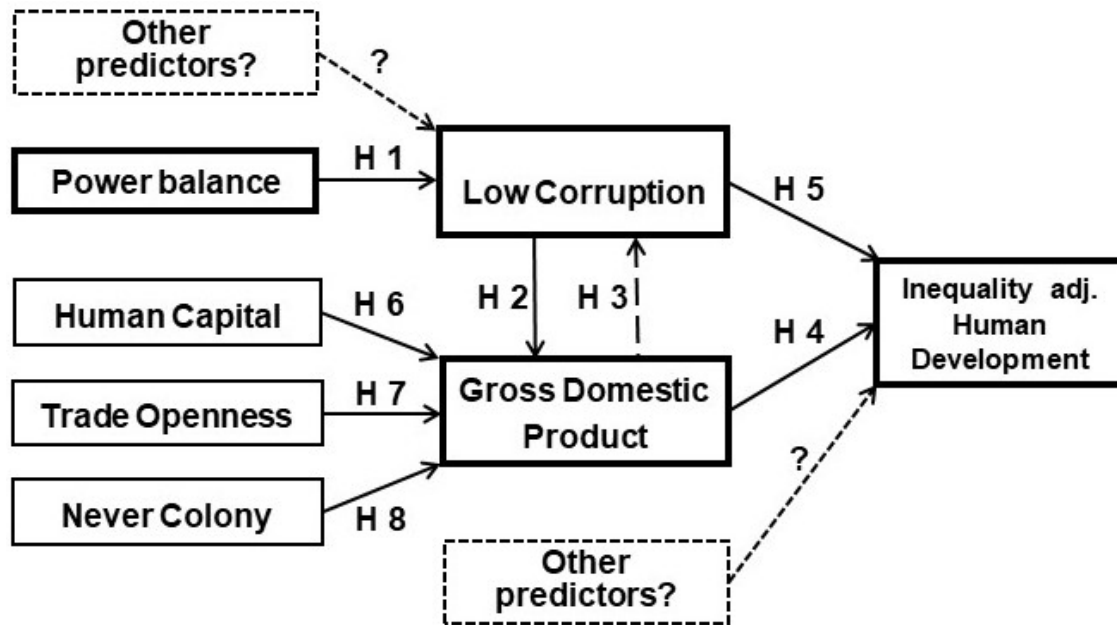 Other
predictors?
?
Power balance
H 1
Low Corruption
H 5
Human Capital
H 6
H 2
H 3
Inequality adj.
Human
Development
H 4
Trade Openness
H 7
Gross Domestic
Product
Never Colony
H 8
?
Other
predictors?